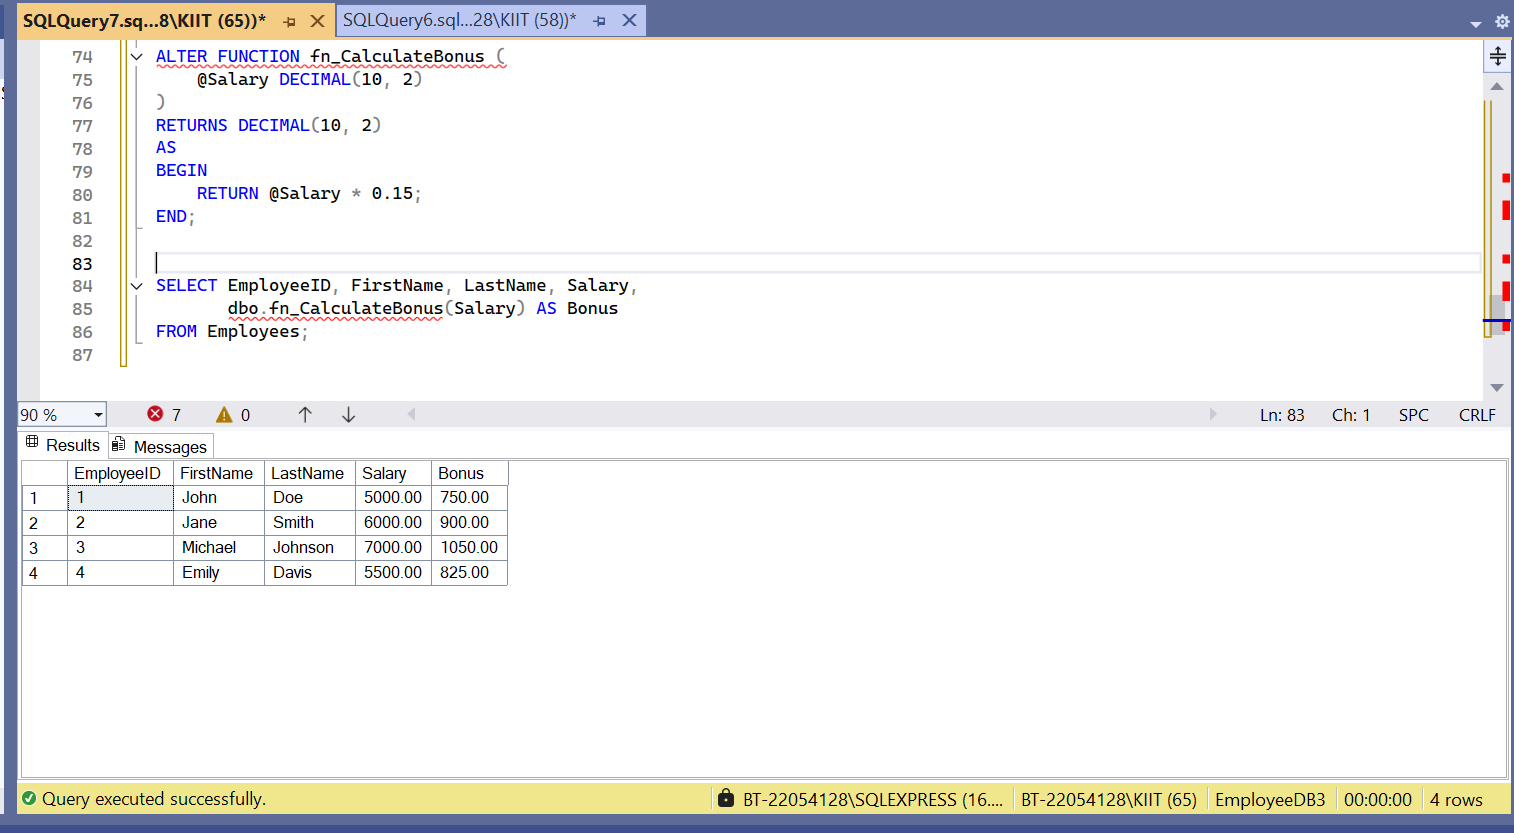 SQLQuery7.sq...8\KIIT (65))* SQLQuery6.sql...28\KIIT (58))*
74 ALTER FUNCTION fn_CalculateBonus (
75 @Salary DECIMAL(10, 2)
76 )
77 RETURNS DECIMAL(10, 2)
78 AS
79 BEGIN
80 RETURN @Salary * 0.15;
81 END;
82
83
84 SELECT EmployeeID, FirstName, LastName, Salary,
85 dbo.fn_CalculateBonus(Salary) AS Bonus
86 FROM Employees;
87
90 % 7 0 Ln: 83 Ch: 1 SPC CRLF
Results Messages
EmployeeID FirstName LastName Salary Bonus
1 1 John Doe 5000.00 750.00
2 2 Jane Smith 6000.00 900.00
3 3 Michael Johnson 7000.00 1050.00
4 4 Emily Davis 5500.00 825.00
Query executed successfully. BT-22054128\SQLEXPRESS (16.... BT-22054128\KIIT (65) EmployeeDB3 00:00:00 4 rows